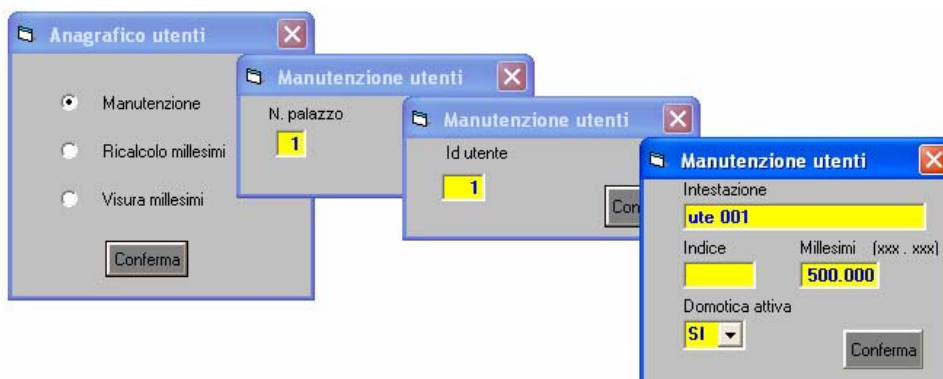 Anagrafico utenti
Manutenzione
Ricalcolo millesimi
Visura millesimi
Conferma
Manutenzione utenti
N. palazzo
1
Manutenzione utenti
Id utente
1
Con
Manutenzione utenti
Intestazione
ute 001
Indice Millesimi (xxx . xxx)
500.000
Domotica attiva
SI
Conferma